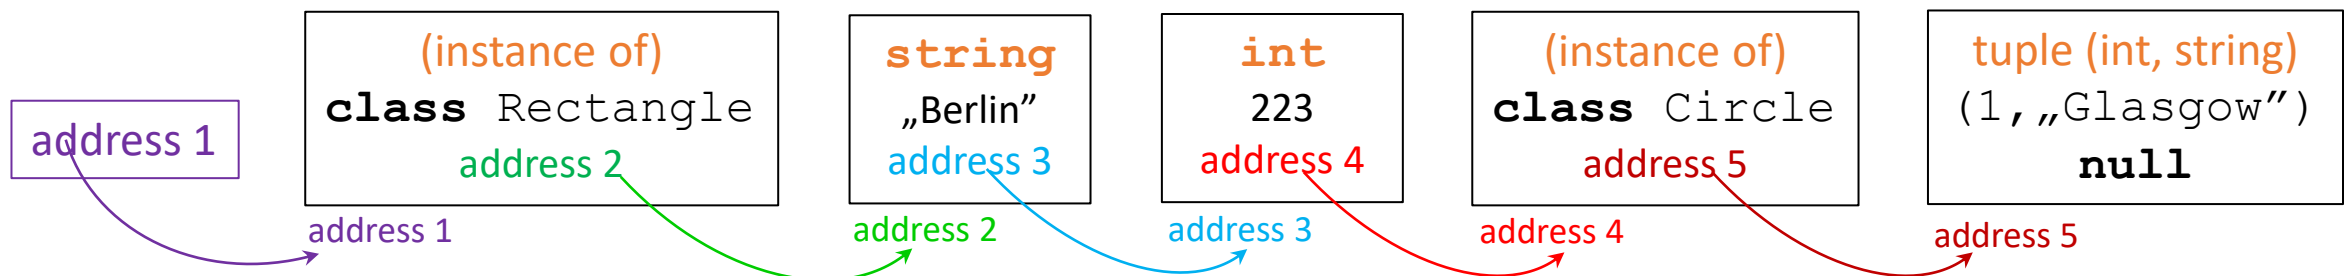 address 1
(instance of)
class Rectangle
address 2
address 1
string
„Berlin”
address 3
address 2
int
223
address 4
address 3
(instance of)
class Circle
address 5
address 4
tuple (int, string)
(1,„Glasgow”)
null
address 5